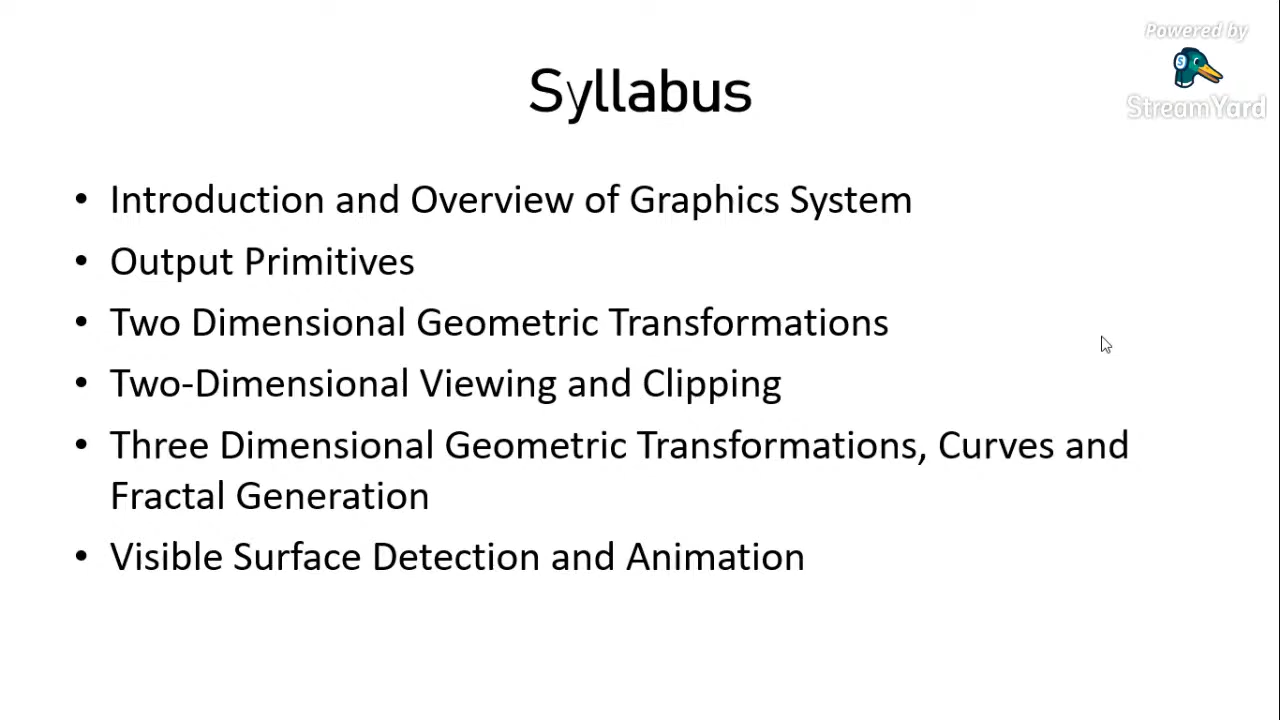 Powered by
StreamYard
Syllabus
• Introduction and Overview of Graphics System
• Output Primitives
• Two Dimensional Geometric Transformations
• Two-Dimensional Viewing and Clipping
• Three Dimensional Geometric Transformations, Curves and
Fractal Generation
• Visible Surface Detection and Animation